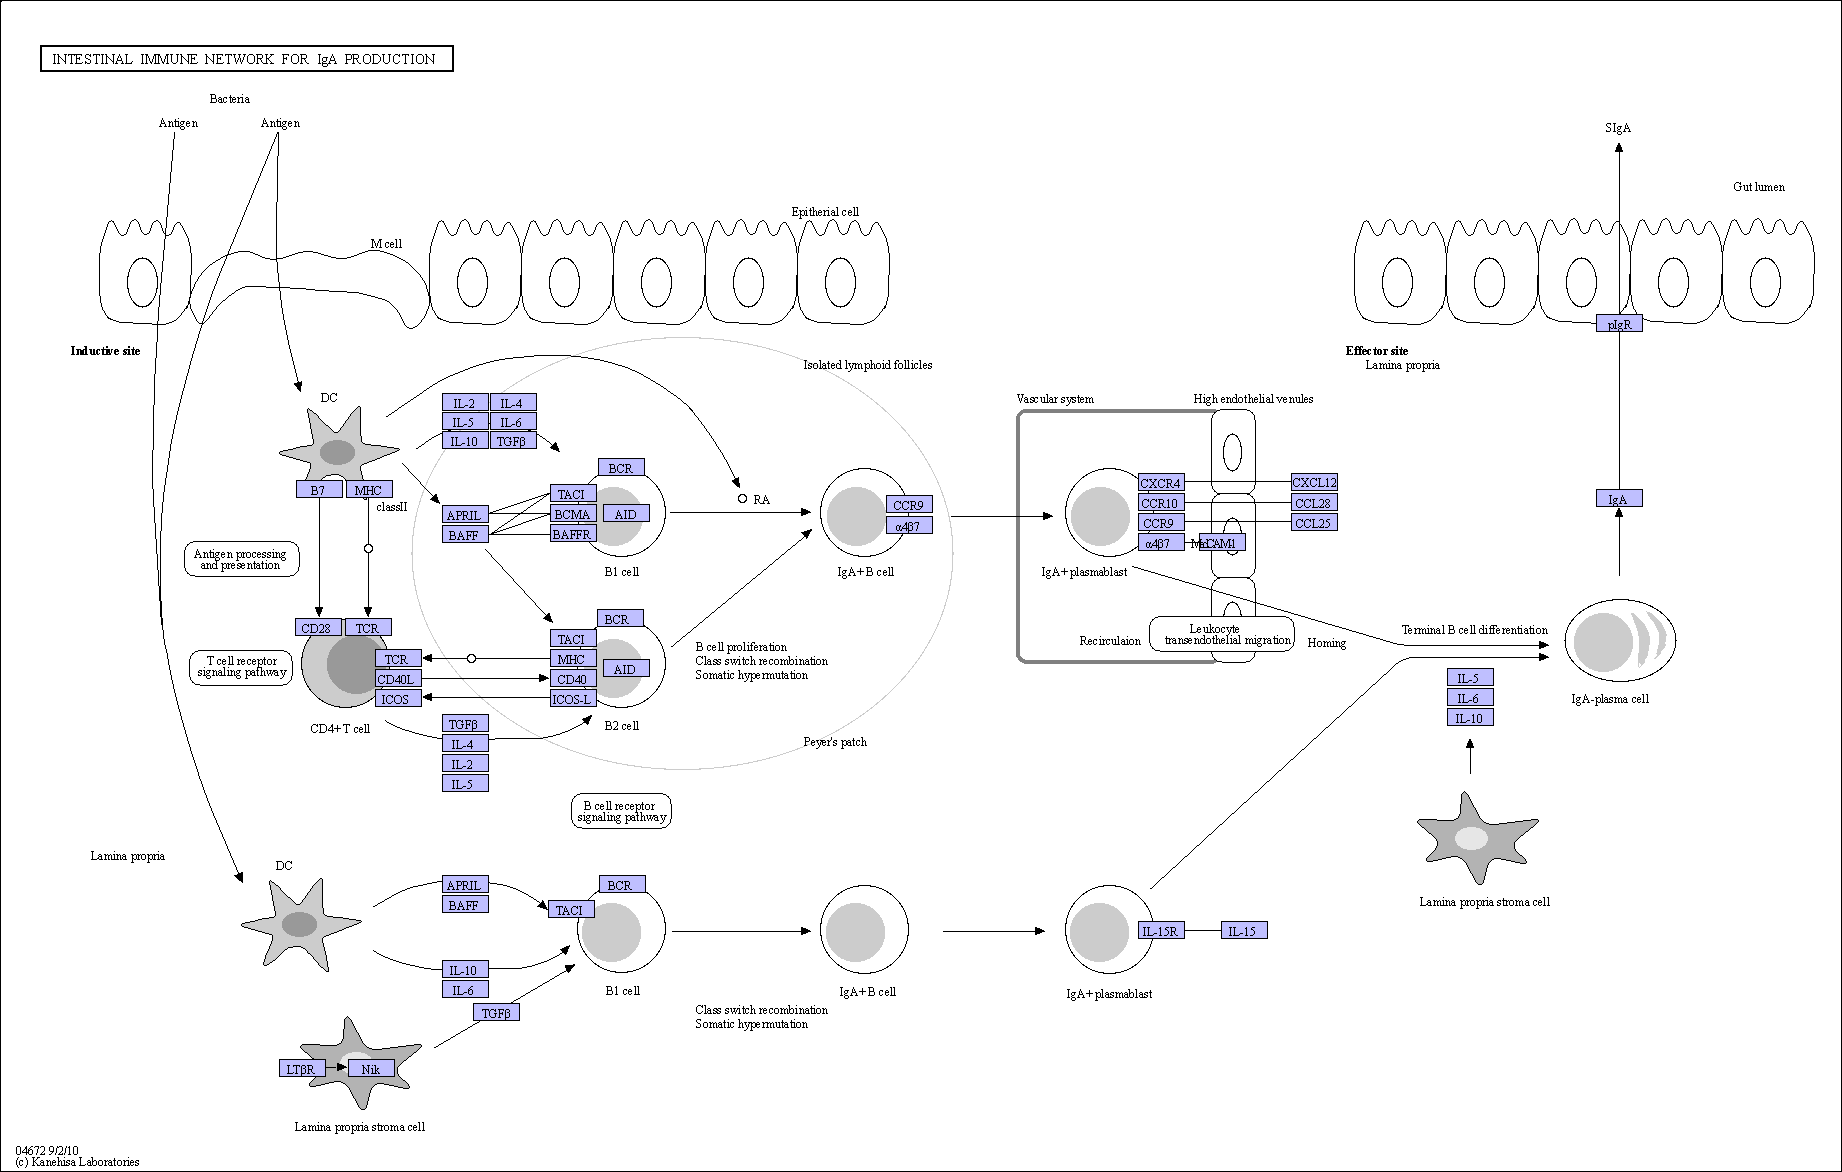 INTESTINAL IMMUNE NETWORK FOR IgA PRODUCTION
Bacteria
Antigen
Antigen
SIgA
Gut lumen
Epitherial cell
M cell
pIgR
Inductive site
Effector site
Lamina propria
Isolated lymphoid follicles
DC
Vascular system
High endothelial venules
IL-2
IL-4
IL-5
IL-6
IL-10
TGFβ
BCR
B7
MHC
classII
TACI
RA
CCR9
α4β7
CXCR4
CXCL12
CCR10
CCL28
CCR9
CCL25
α4β7
IgA
APRIL
BCMA
AID
BAFF
BAFFR
Antigen processing
and presentation
B1 cell
IgA+ B cell
IgA+ plasmablast
CD28
TCR
BCR
TACI
Leukocyte
transendothelial migration
Recirculaion
Homing
Terminal B cell differentiation
T cell receptor
signaling pathway
TCR
MHC
AID
CD40L
CD40
ICOS
ICOS-L
B cell proliferation
Class switch recombination
Somatic hypermutation
IL-5
IL-6
IL-10
IgA-plasma cell
CD4+ T cell
B2 cell
TGFβ
IL-4
IL-2
IL-5
Peyer's patch
B cell receptor
signaling pathway
Lamina propria
DC
APRIL
BAFF
BCR
TACI
Lamina propria stroma cell
IL-15R
IL-15
IL-10
IL-6
TGFβ
B1 cell
IgA+ B cell
IgA+ plasmablast
Class switch recombination
Somatic hypermutation
LTβR
Nik
Lamina propria stroma cell
04672 9/2/10
(c) Kanehisa Laboratories